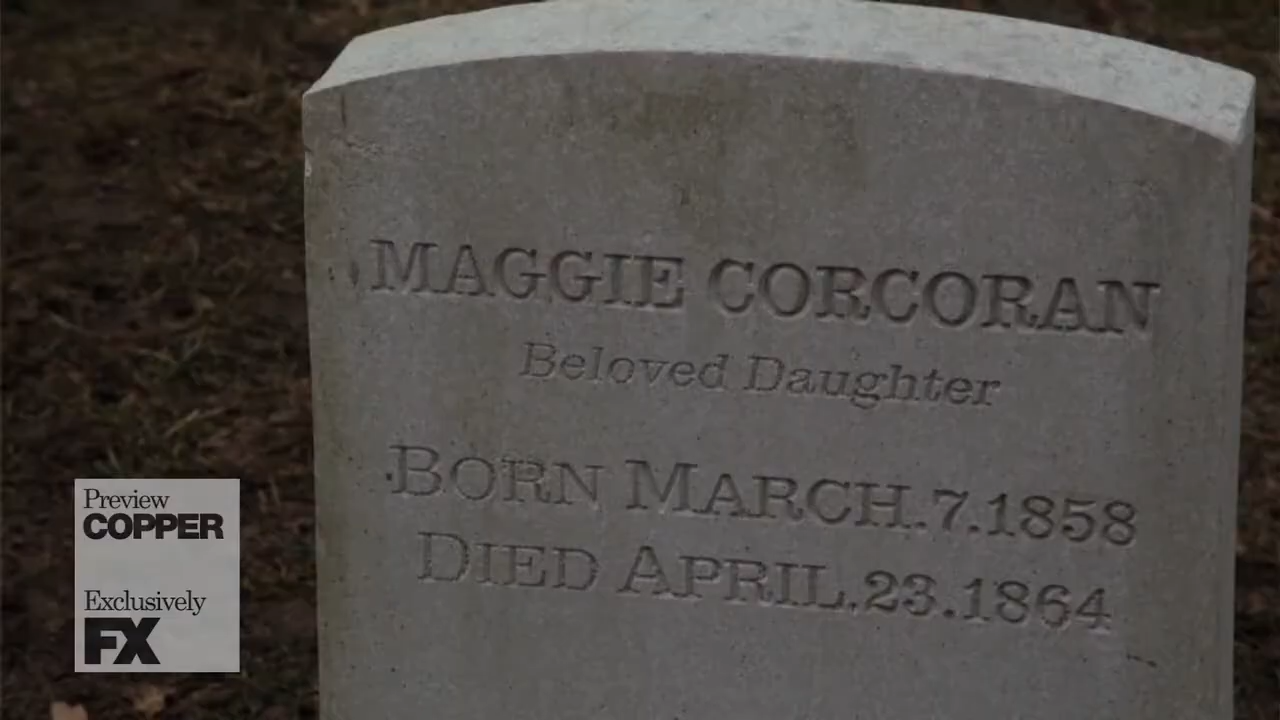 MAGGIE CORCORAN
Beloved Daughter
BORN MARCH.7.1858
DIED APRIL.23.1864
Preview
COPPER
Exclusively
FX